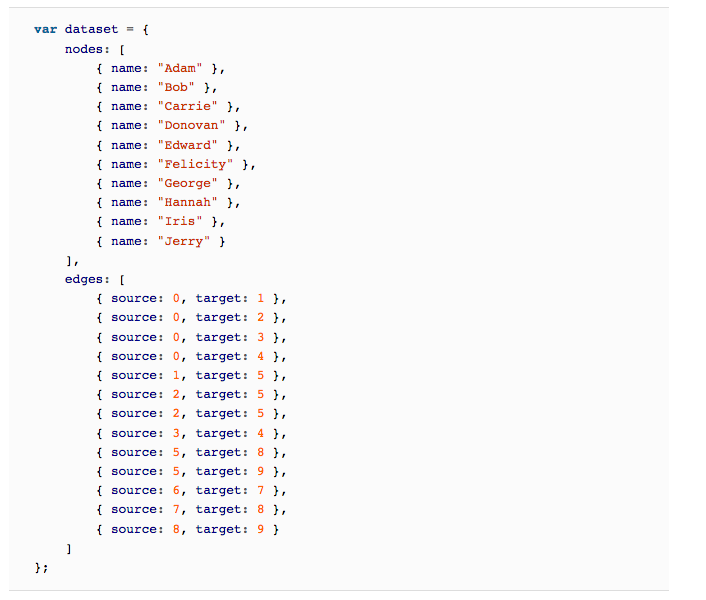 var dataset = {
    nodes: [
        { name: "Adam" },
        { name: "Bob" },
        { name: "Carrie" },
        { name: "Donovan" },
        { name: "Edward" },
        { name: "Felicity" },
        { name: "George" },
        { name: "Hannah" },
        { name: "Iris" },
        { name: "Jerry" }
    ],
    edges: [
        { source: 0, target: 1 },
        { source: 0, target: 2 },
        { source: 0, target: 3 },
        { source: 0, target: 4 },
        { source: 1, target: 5 },
        { source: 2, target: 5 },
        { source: 2, target: 5 },
        { source: 3, target: 4 },
        { source: 5, target: 8 },
        { source: 5, target: 9 },
        { source: 6, target: 7 },
        { source: 7, target: 8 },
        { source: 8, target: 9 }
    ]
};